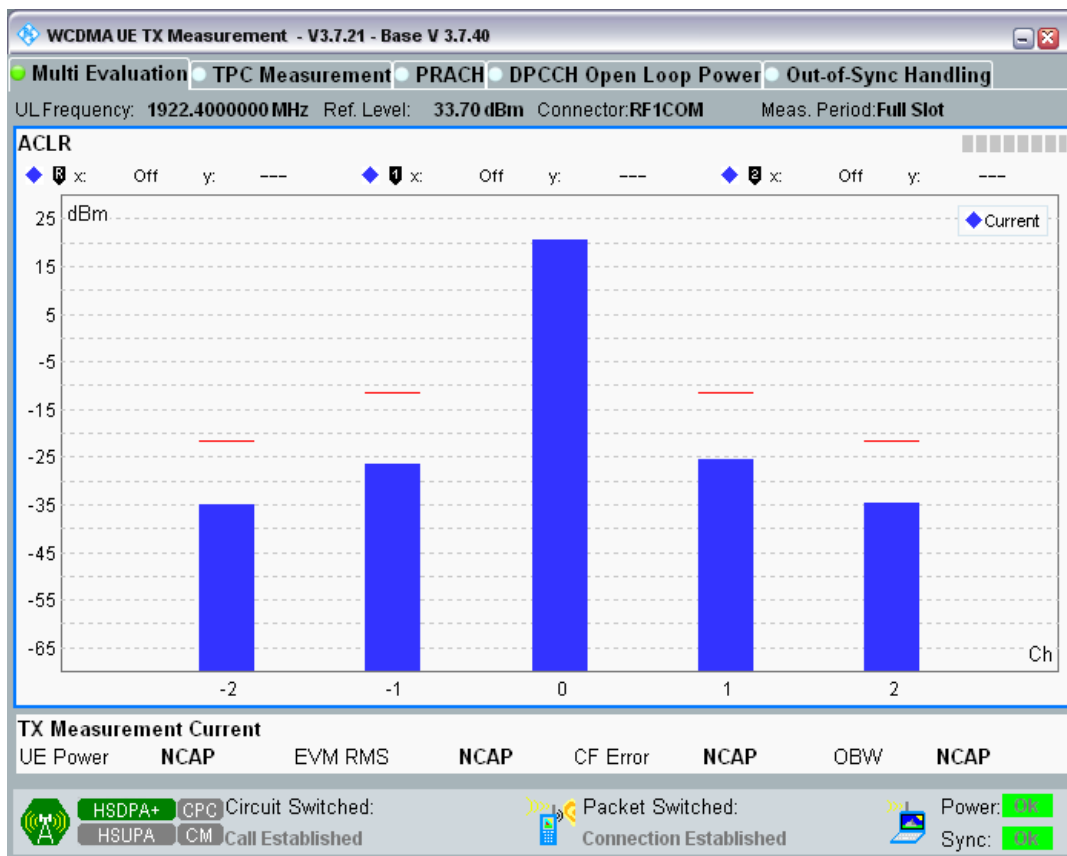 WCDMA UE TX Measurement - V3.7.21 - Base V 3.7.40
Multi Evaluation TPC Measurement PRACH DPCCH Open Loop Power Out-of-Sync Handling
UL Frequency: 1922.4000000 MHz Ref. Level: 33.70 dBm Connector:RF1COM Meas. Period:Full Slot
ACLR
R x: Off y: --- 1 x: Off y: --- 2 x: Off y: ---
dBm
Current
25
15
5
-5
-15
-25
-35
-45
-55
-65
Ch
-2 -1 0 1 2
TX Measurement Current
UE Power NCAP EVM RMS NCAP CF Error NCAP OBW NCAP
HSDPA+ CPC Circuit Switched: Packet Switched: Power: Ok
HSUPA CM Call Established Connection Established Sync: Ok